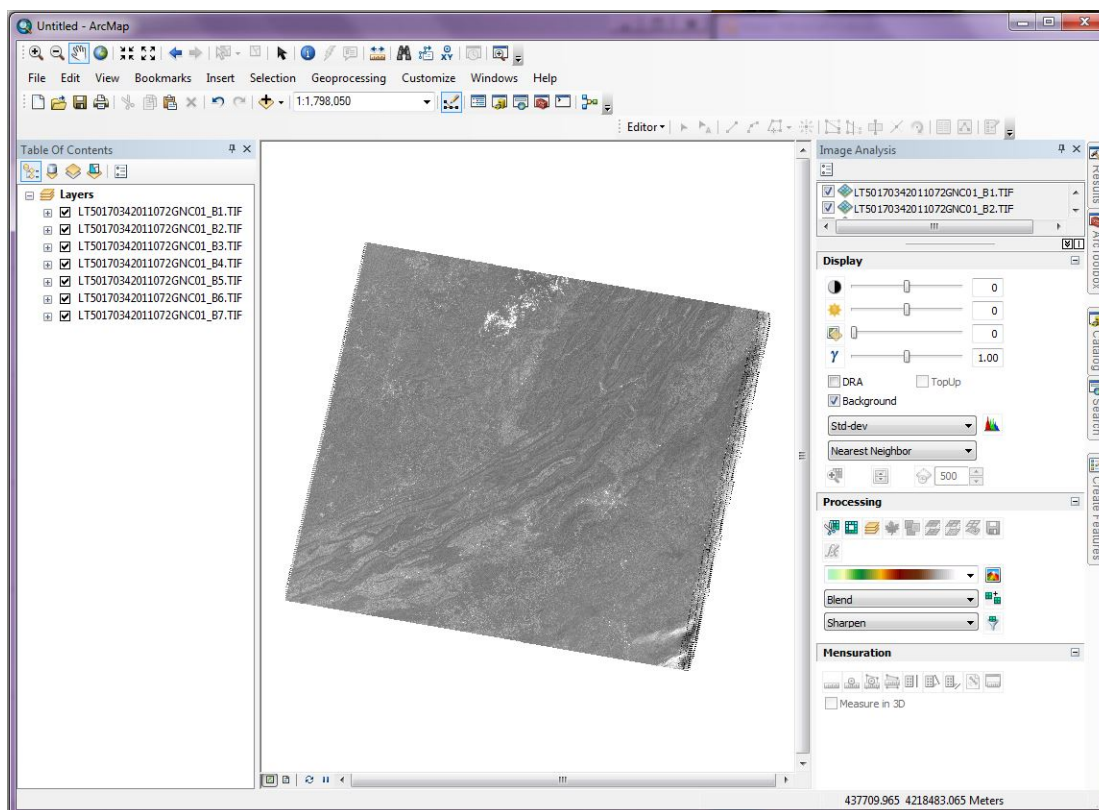 Untitled - ArcMap
File Edit View Bookmarks Insert Selection Geoprocessing Customize Windows Help
1:1,798,050
Editor
Table Of Contents
Layers
LT50170342011072GNC01_B1.TIF
LT50170342011072GNC01_B2.TIF
LT50170342011072GNC01_B3.TIF
LT50170342011072GNC01_B4.TIF
LT50170342011072GNC01_B5.TIF
LT50170342011072GNC01_B6.TIF
LT50170342011072GNC01_B7.TIF
Image Analysis
LT50170342011072GNC01_B1.TIF
LT50170342011072GNC01_B2.TIF
Display
0
0
0
γ 1.00
DRA TopUp
Background
Std-dev
Nearest Neighbor
500
Processing
Blend
Sharpen
Mensuration
Measure in 3D
Results
ArcToolbox
Catalog
Search
Create Features
437709.965 4218483.065 Meters